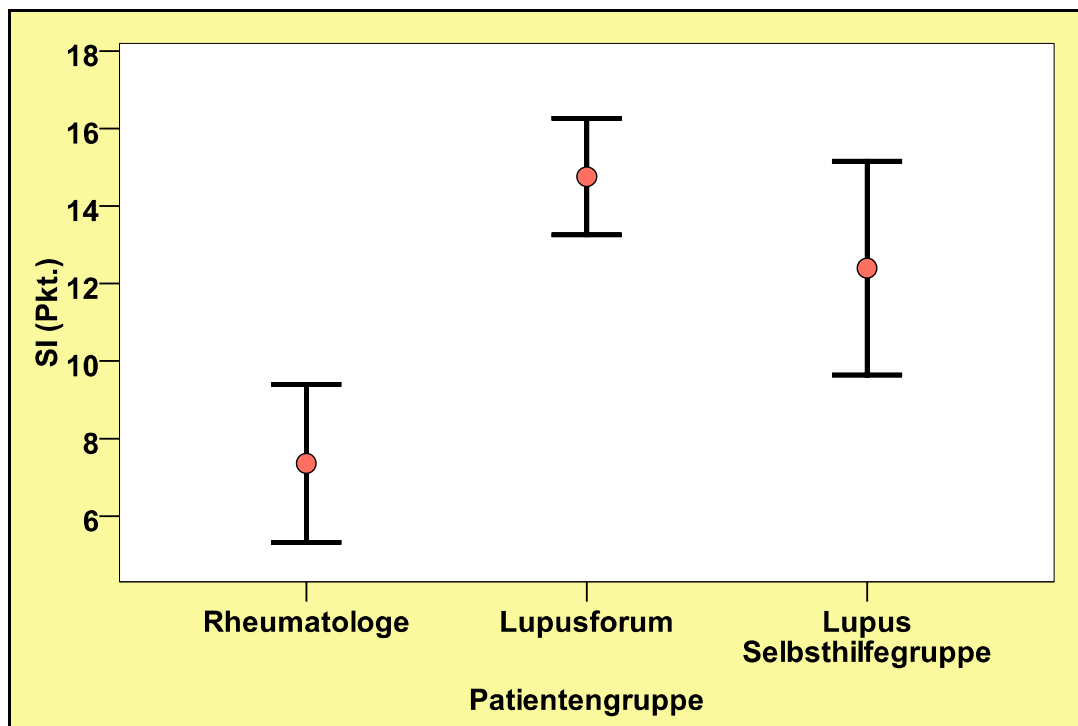 18
16
14
12
10
8
6
SI (Pkt.)
Rheumatologe
Lupusforum
Lupus
Selbsthilfegruppe
Patientengruppe